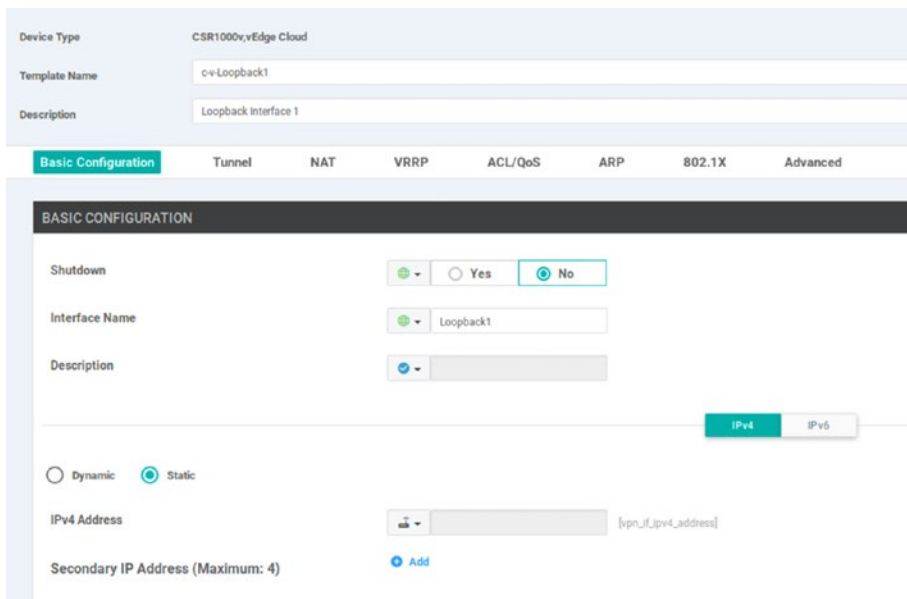 Device Type CSR1000v,vEdge Cloud
Template Name c-v-Loopback1
Description Loopback Interface 1
Basic Configuration Tunnel NAT VRRP ACL/QoS ARP 802.1X Advanced
BASIC CONFIGURATION
Shutdown Yes No
Interface Name Loopback1
Description
IPv4 IPv6
Dynamic Static
IPv4 Address [vpn_if_ipv4_address]
Secondary IP Address (Maximum: 4) Add